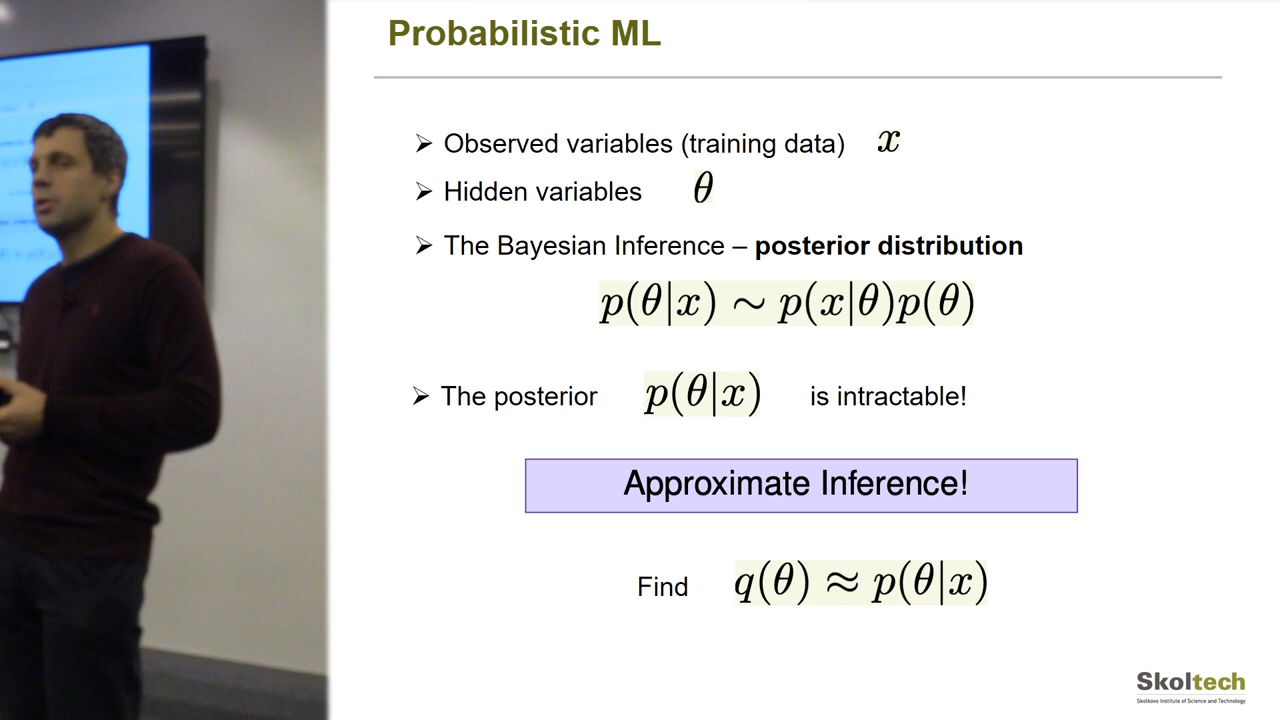 Probabilistic ML
➢ Observed variables (training data) x
➢ Hidden variables θ
➢ The Bayesian Inference – posterior distribution
p(θ|x) ∼ p(x|θ)p(θ)
➢ The posterior p(θ|x) is intractable!
Approximate Inference!
Find q(θ) ≈ p(θ|x)
Skoltech
Skolkovo Institute of Science and Technology